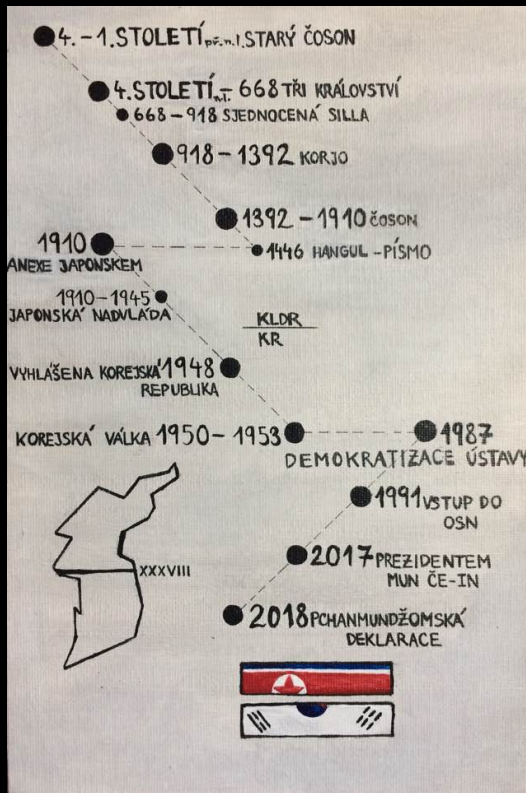 4. – 1. STOLETÍ př. n. l. STARÝ ČOSON
4. STOLETÍ n. l. – 668 TŘI KRÁLOVSTVÍ
668 – 918 SJEDNOCENÁ SILLA
918 – 1392 KORJO
1392 – 1910 ČOSON
1910
1446 HANGUL - PÍSMO
ANEXE JAPONSKEM
1910 – 1945
JAPONSKÁ NADVLÁDA
KLDR
KR
VYHLÁŠENA KOREJSKÁ 1948
REPUBLIKA
KOREJSKÁ VÁLKA 1950 – 1953
1987
DEMOKRATIZACE ÚSTAVY
1991 VSTUP DO
OSN
XXXVIII
2017 PREZIDENTEM
MUN ČE-IN
2018 PCHANMUNDŽOMSKÁ
DEKLARACE